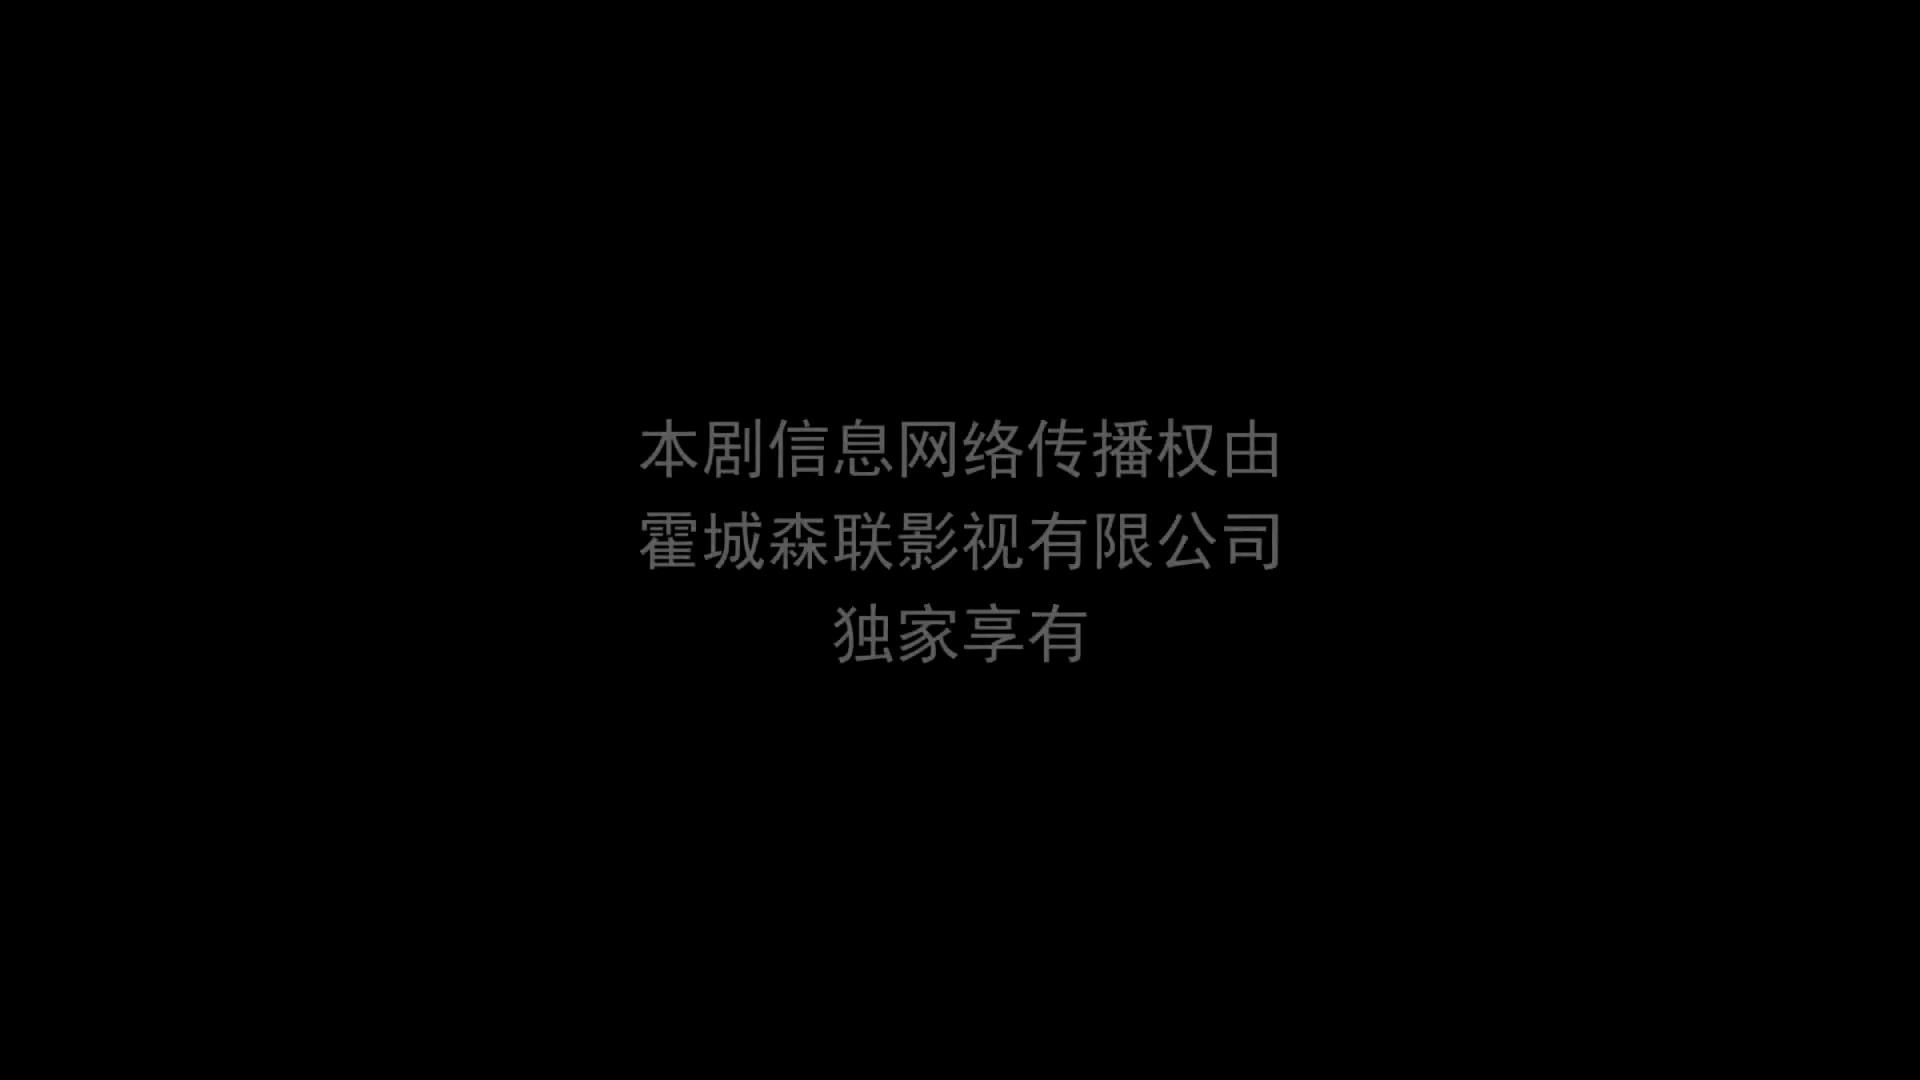 本剧信息网络传播权由
霍城森联影视有限公司
独家享有